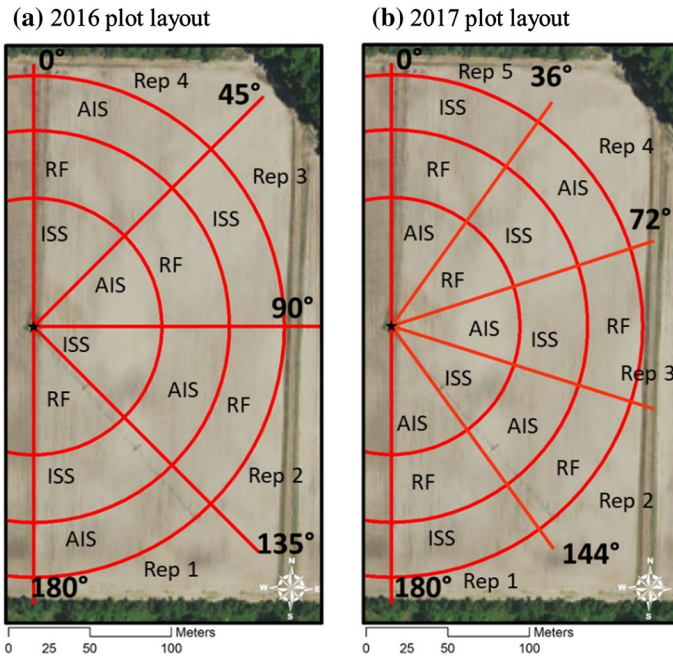 (a) 2016 plot layout
0°
Rep 4
45°
AIS
RF
Rep 3
ISS
ISS
RF
AIS
90°
ISS
AIS
RF
RF
ISS
Rep 2
AIS
135°
Rep 1
180°
N
W
E
S
0 25 50 100 Meters
(b) 2017 plot layout
0°
Rep 5
36°
ISS
Rep 4
RF
AIS
72°
AIS
ISS
RF
AIS
ISS
RF
Rep 3
ISS
AIS
AIS
RF
RF
Rep 2
ISS
144°
180°
Rep 1
N
W
S
0 25 50 100 Meters